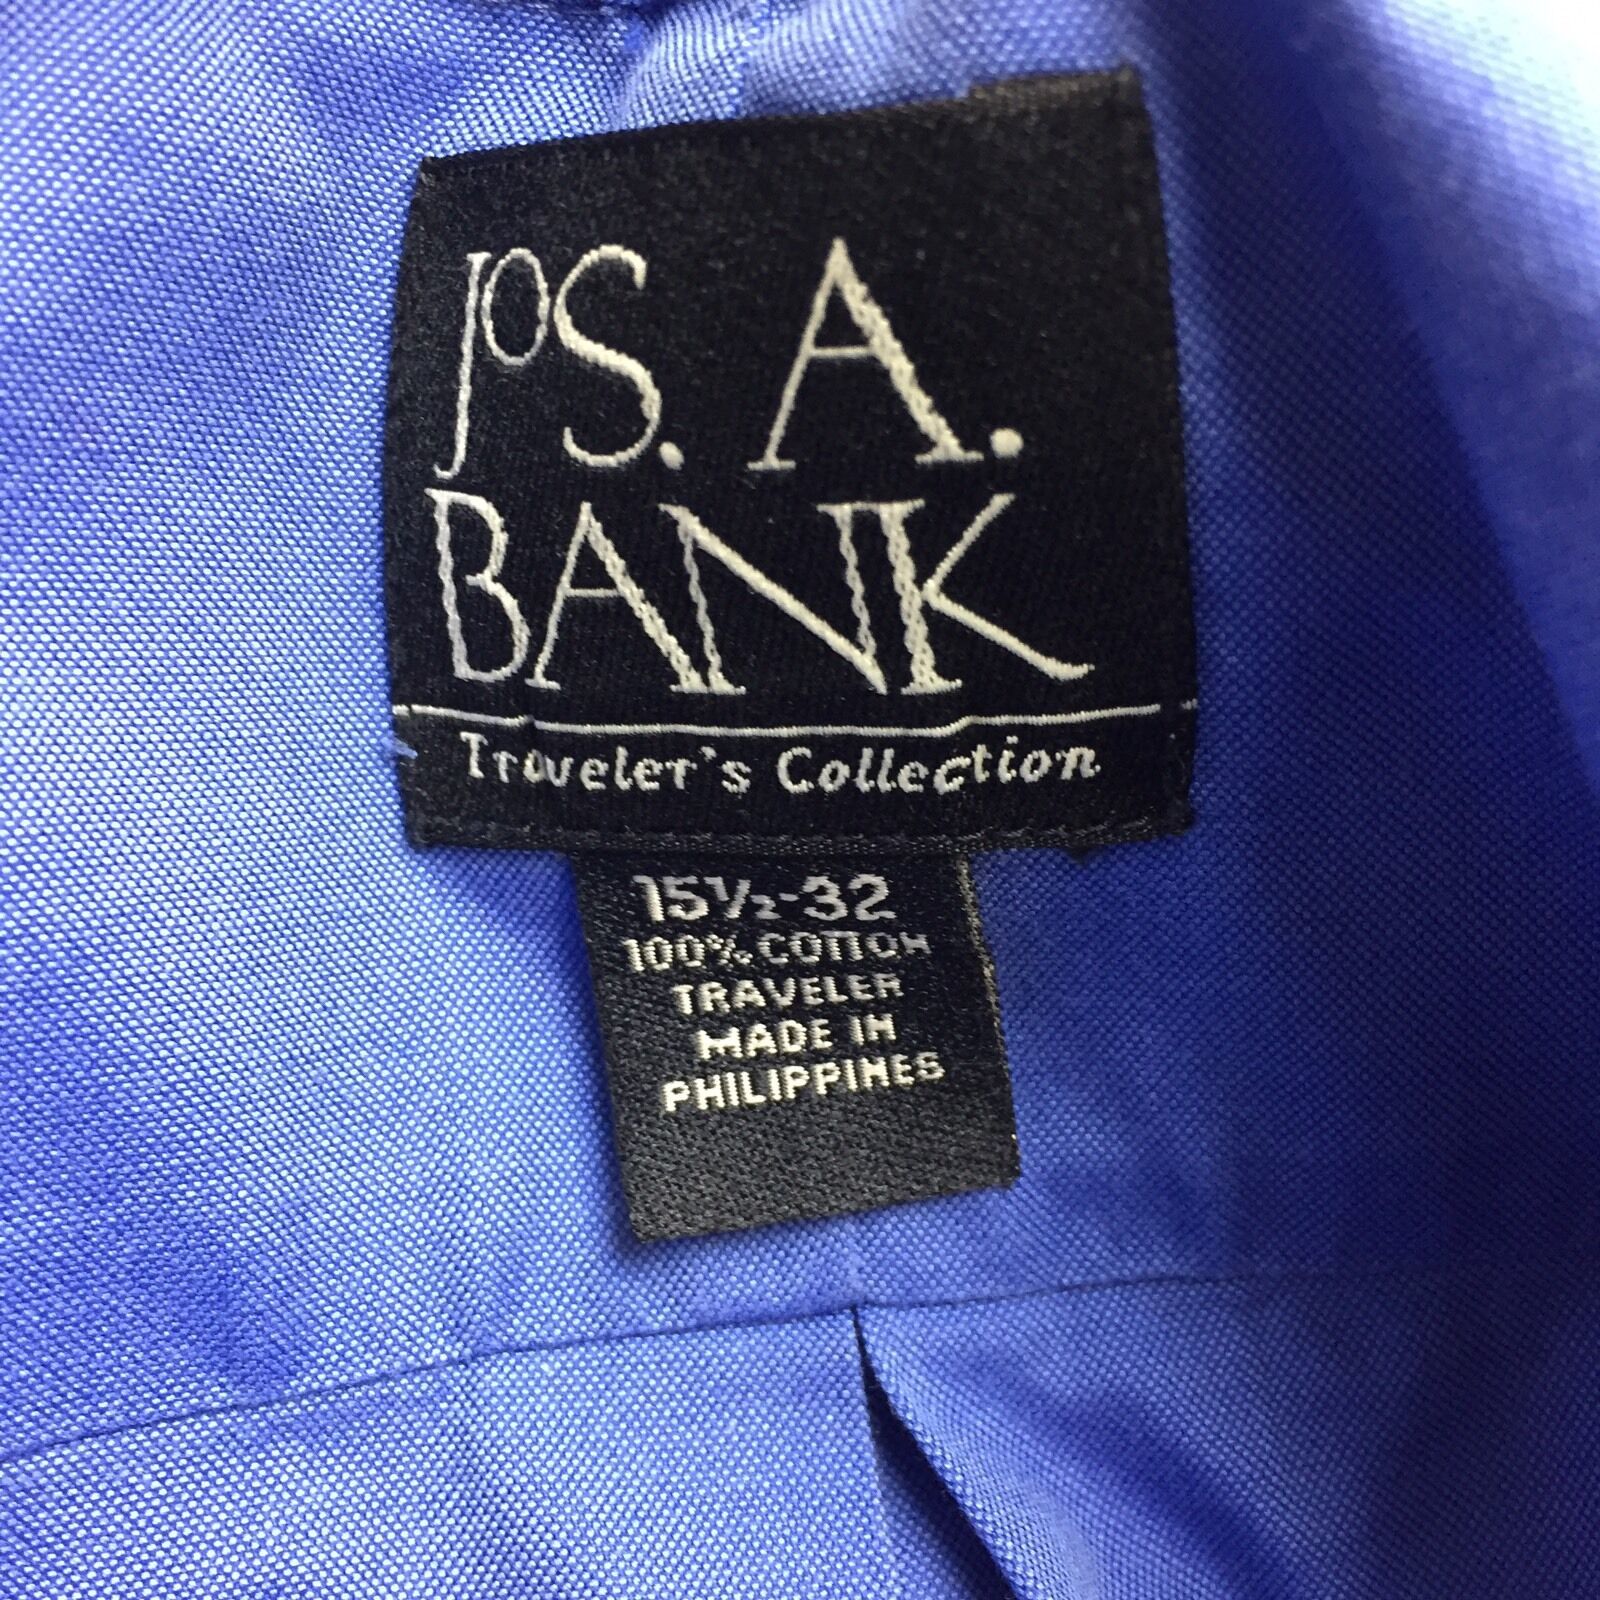 JoS. A.
BANK
Traveler's Collection
15½-32
100% COTTON
TRAVELER
MADE IN
PHILIPPINES